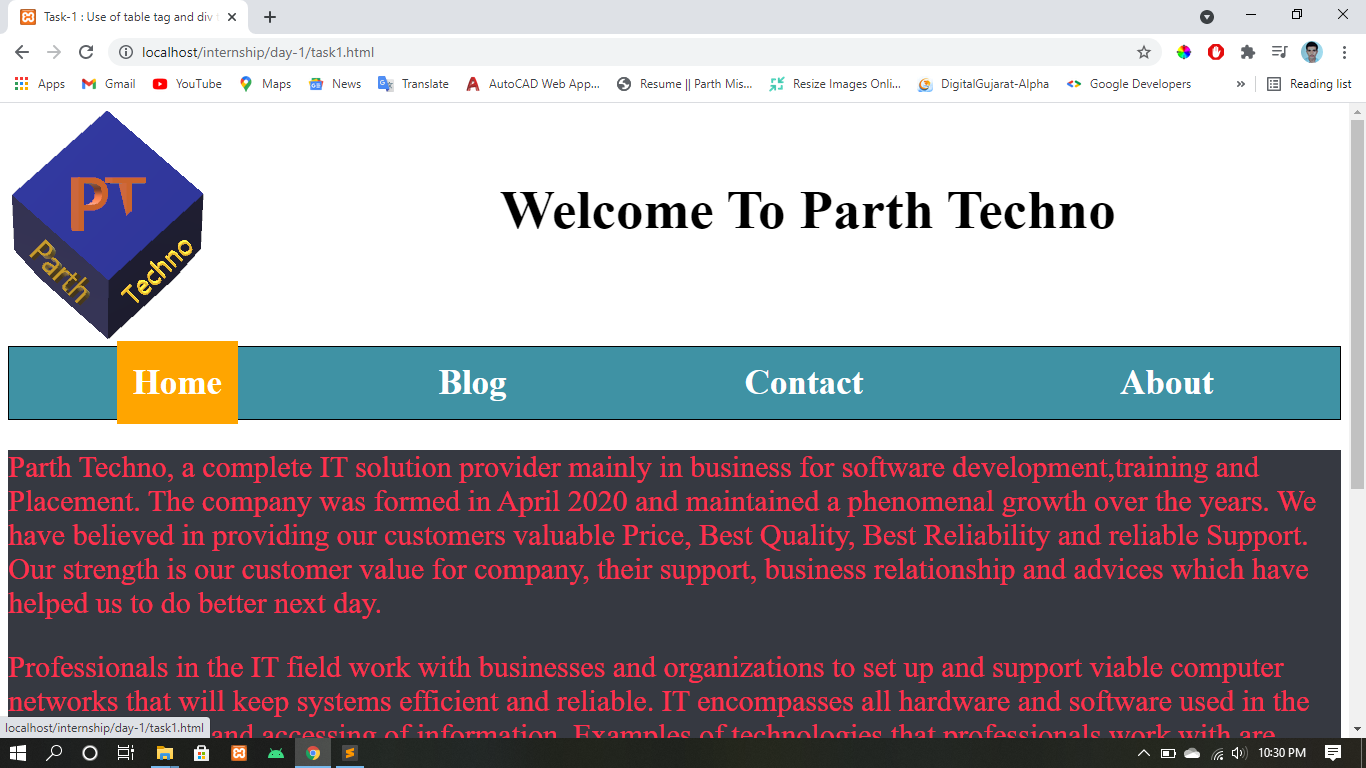 Task-1 : Use of table tag and div
localhost/internship/day-1/task1.html
Apps Gmail YouTube Maps News Translate AutoCAD Web App... Resume || Parth Mis... Resize Images Onli... DigitalGujarat-Alpha Google Developers » Reading list
PT
Parth Techno
Welcome To Parth Techno
Home Blog Contact About
Parth Techno, a complete IT solution provider mainly in business for software development,training and
Placement. The company was formed in April 2020 and maintained a phenomenal growth over the years. We
have believed in providing our customers valuable Price, Best Quality, Best Reliability and reliable Support.
Our strength is our customer value for company, their support, business relationship and advices which have
helped us to do better next day.
Professionals in the IT field work with businesses and organizations to set up and support viable computer
networks that will keep systems efficient and reliable. IT encompasses all hardware and software used in the
and accessing of information. Examples of technologies that professionals work with are
localhost/internship/day-1/task1.html
10:30 PM